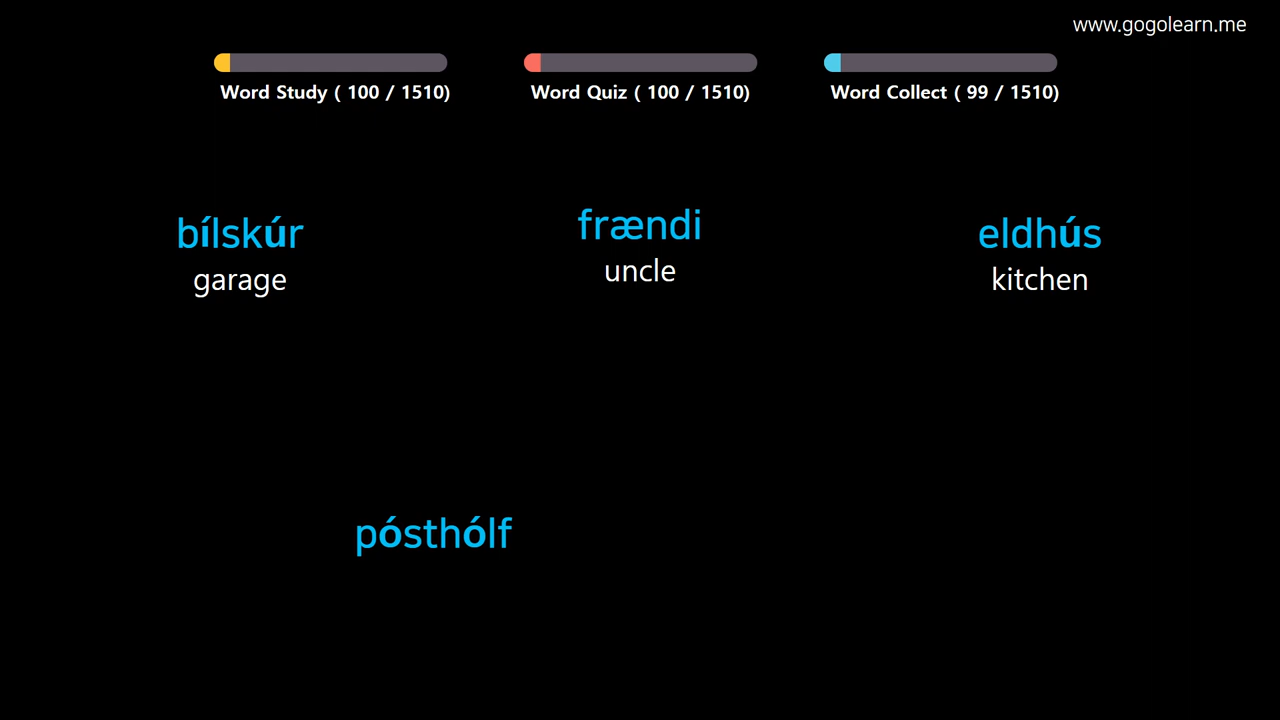 www.gogolearn.me
Word Study ( 100 / 1510)
Word Quiz ( 100 / 1510)
Word Collect ( 99 / 1510)
bílskúr
garage
frændi
uncle
eldhús
kitchen
pósthólf